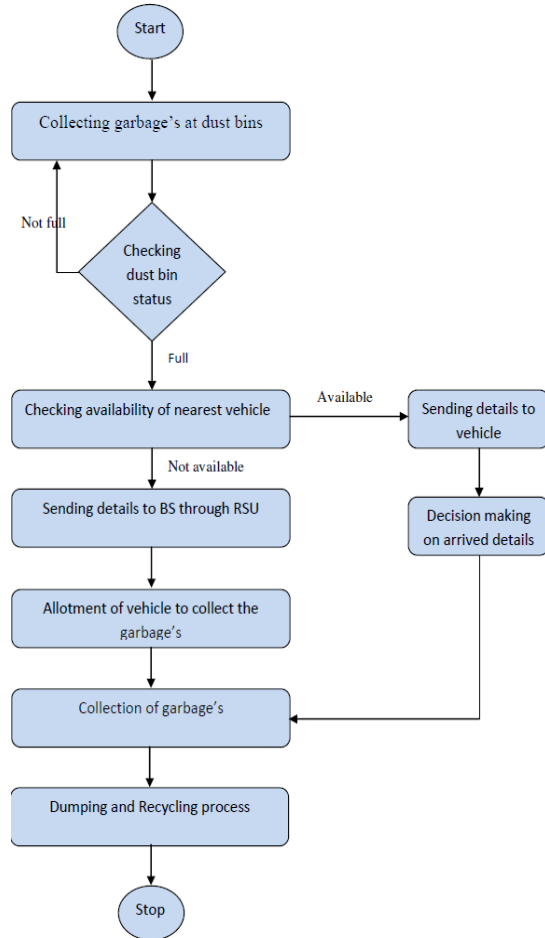 Start
Collecting garbage's at dust bins
Not full
Checking
dust bin
status
Full
Checking availability of nearest vehicle
Available
Sending details to
vehicle
Not available
Sending details to BS through RSU
Decision making
on arrived details
Allotment of vehicle to collect the
garbage's
Collection of garbage's
Dumping and Recycling process
Stop